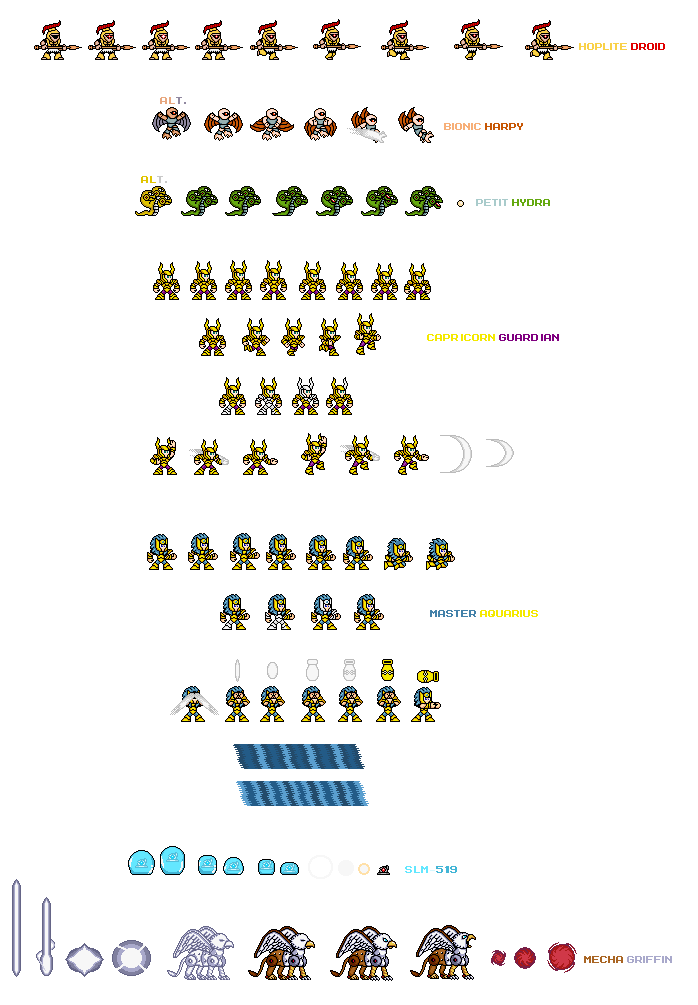 HOPLITE DROID
ALT.
BIONIC HARPY
ALT.
PETIT HYDRA
CAPRICORN GUARDIAN
MASTER AQUARIUS
SLM-519
MECHA GRIFFIN